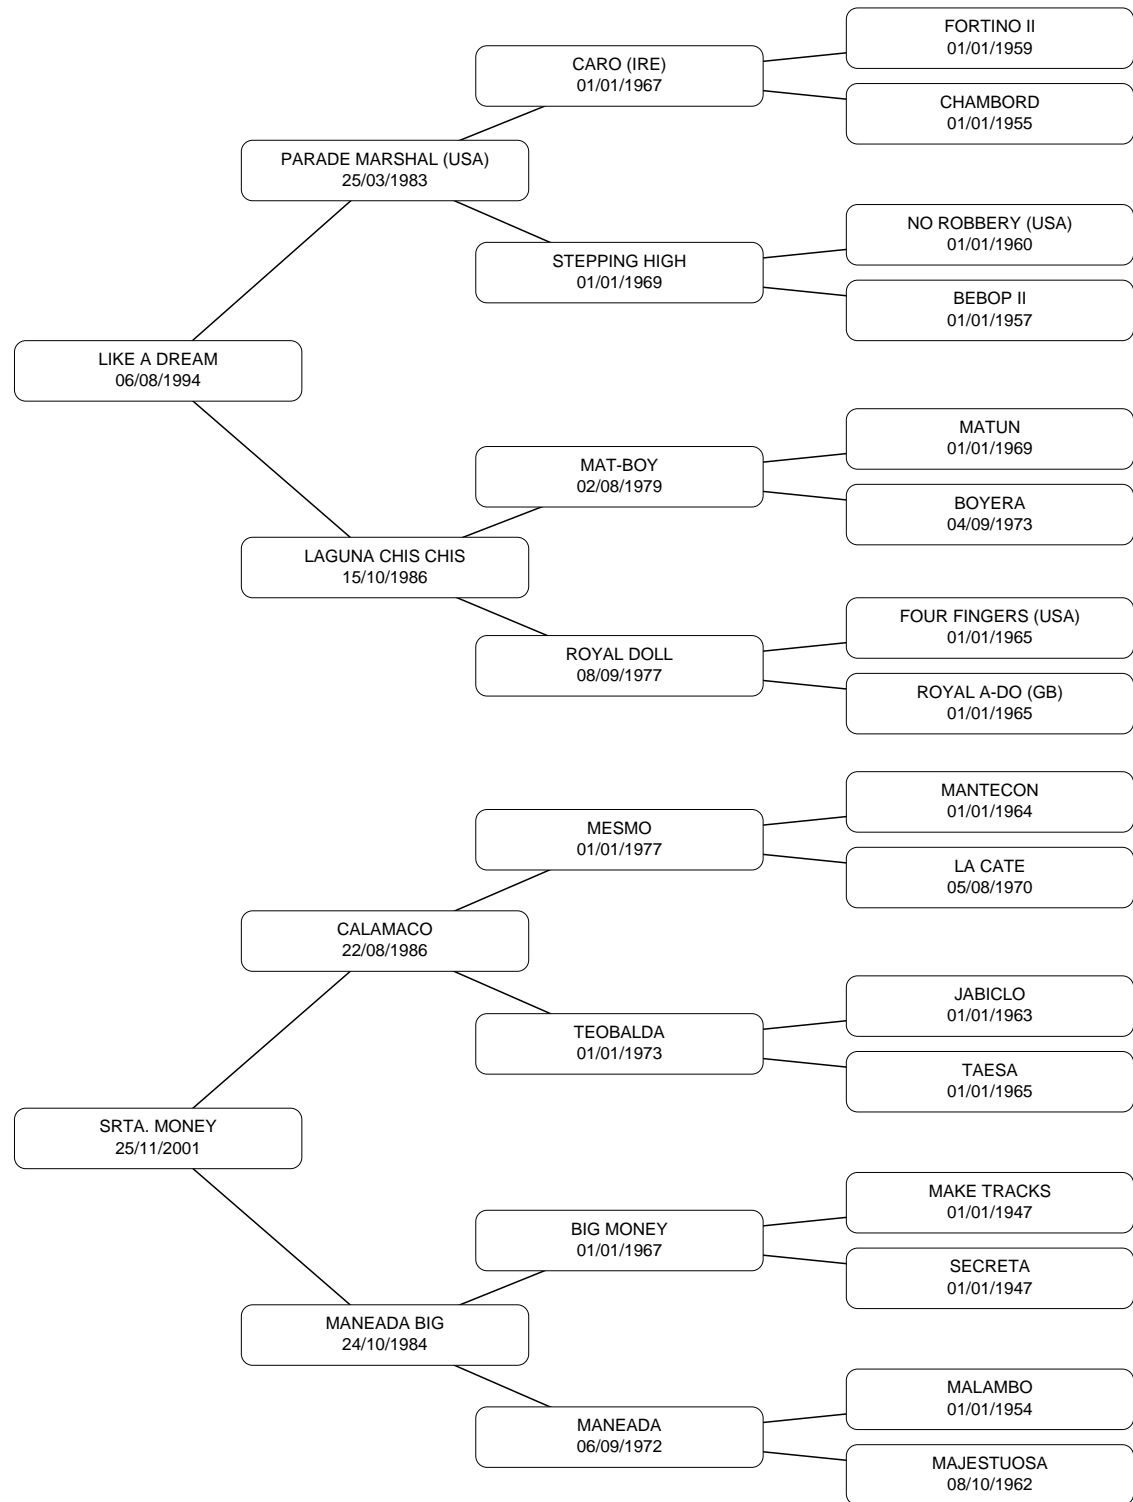 FORTINO II
01/01/1959
CARO (IRE)
01/01/1967
CHAMBORD
01/01/1955
PARADE MARSHAL (USA)
25/03/1983
NO ROBBERY (USA)
01/01/1960
STEPPING HIGH
01/01/1969
BEBOP II
01/01/1957
LIKE A DREAM
06/08/1994
MATUN
01/01/1969
MAT-BOY
02/08/1979
BOYERA
04/09/1973
LAGUNA CHIS CHIS
15/10/1986
FOUR FINGERS (USA)
01/01/1965
ROYAL DOLL
08/09/1977
ROYAL A-DO (GB)
01/01/1965
MANTECON
01/01/1964
MESMO
01/01/1977
LA CATE
05/08/1970
CALAMACO
22/08/1986
JABICLO
01/01/1963
TEOBALDA
01/01/1973
TAESA
01/01/1965
SRTA. MONEY
25/11/2001
MAKE TRACKS
01/01/1947
BIG MONEY
01/01/1967
SECRETA
01/01/1947
MANEADA BIG
24/10/1984
MALAMBO
01/01/1954
MANEADA
06/09/1972
MAJESTUOSA
08/10/1962